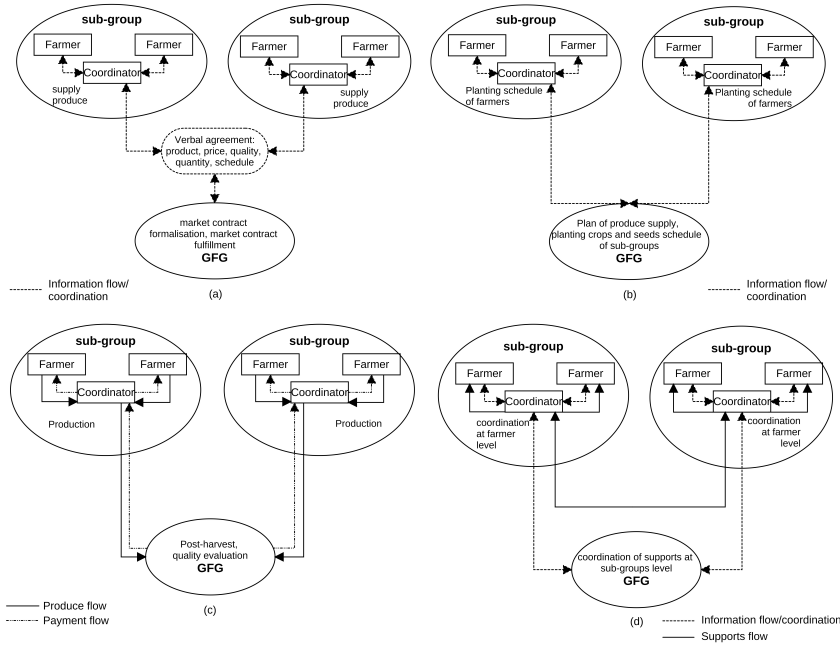 sub-group
Farmer
Farmer
Coordinator
supply
produce
sub-group
Farmer
Farmer
Coordinator
supply
produce
Verbal agreement:
product, price, quality,
quantity, schedule
market contract
formalisation, market contract
fulfillment
GFG
Information flow/
coordination
(a)
sub-group
Farmer
Farmer
Coordinator
Planting schedule
of farmers
sub-group
Farmer
Farmer
Coordinator
Planting schedule
of farmers
Plan of produce supply,
planting crops and seeds schedule
of sub-groups
GFG
(b)
Information flow/
coordination
sub-group
Farmer
Farmer
Coordinator
Production
sub-group
Farmer
Farmer
Coordinator
Production
Post-harvest,
quality evaluation
GFG
Produce flow
Payment flow
(c)
sub-group
Farmer
Farmer
Coordinator
coordination
at farmer
level
sub-group
Farmer
Farmer
Coordinator
coordination
at farmer
level
coordination of supports at
sub-groups level
GFG
(d)
Information flow/coordination
Supports flow